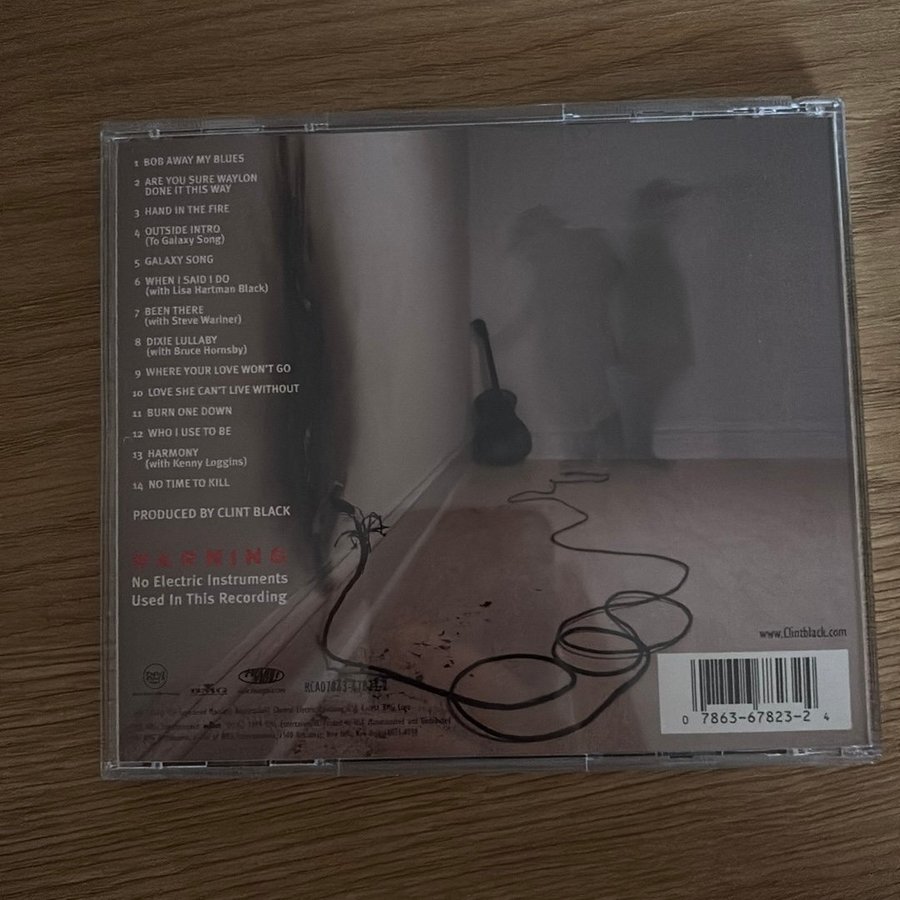 1 BOB AWAY MY BLUES
2 ARE YOU SURE WAYLON
DONE IT THIS WAY
3 HAND IN THE FIRE
4 OUTSIDE INTRO
(To Galaxy Song)
5 GALAXY SONG
6 WHEN I SAID I DO
(with Lisa Hartman Black)
7 BEEN THERE
(with Steve Wariner)
8 DIXIE LULLABY
(with Bruce Hornsby)
9 WHERE YOUR LOVE WON'T GO
10 LOVE SHE CAN'T LIVE WITHOUT
11 BURN ONE DOWN
12 WHO I USE TO BE
13 HARMONY
(with Kenny Loggins)
14 NO TIME TO KILL
PRODUCED BY CLINT BLACK
WARNING
No Electric Instruments
Used In This Recording
www.Clintblack.com
BMG
0 7863-67823-2 4